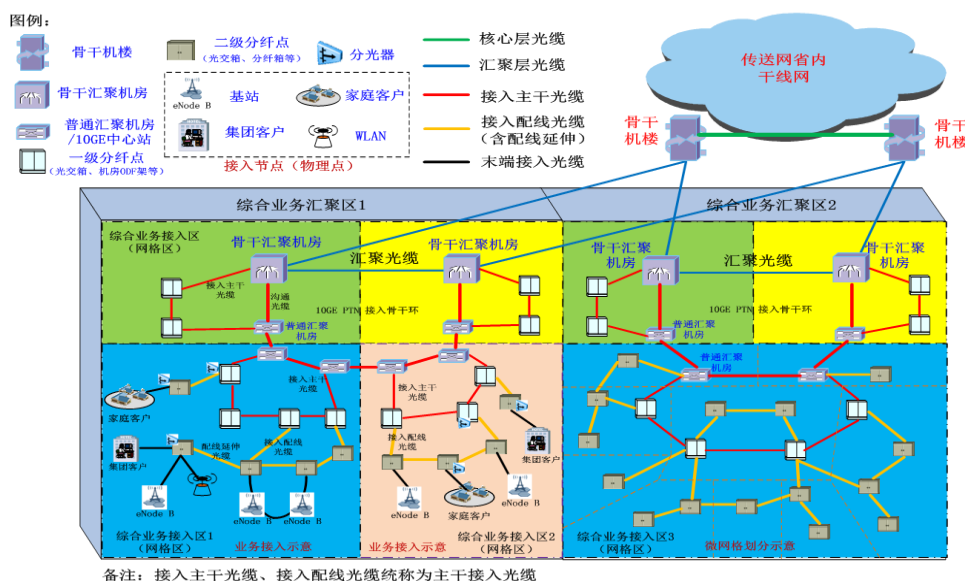 图例：
骨干机楼
二级分纤点
（光交箱、分纤箱等）
分光器
核心层光缆
骨干汇聚机房
汇聚层光缆
eNode B
基站
家庭客户
接入主干光缆
普通汇聚机房
/10GE中心站
集团客户
WLAN
接入配线光缆
（含配线延伸）
一级分纤点
（光交箱、机房ODF架等）
接入节点（物理点）
末端接入光缆
传送网省内
干线网
骨干
机楼
骨干
机楼
综合业务汇聚区1
综合业务汇聚区2
综合业务接入区
（网格区）
骨干汇聚机房
骨干汇聚机房
骨干汇聚
机房
骨干汇聚
机房
汇聚光缆
汇聚光缆
接入主干
光缆
沟通
光缆
10GE PTN
接入骨干环
10GE PTN
接入骨干环
普通汇聚
机房
普通汇聚
机房
普通汇聚
机房
接入主干
光缆
接入主干
光缆
家庭客户
集团客户
配线延伸
光缆
接入配线
光缆
接入配线
光缆
集团客户
家庭客户
eNode B
eNode B
eNode B
eNode B
eNode B
综合业务接入区1
（网格区）
业务接入示意
业务接入示意
综合业务接入区2
（网格区）
综合业务接入区3
（网格区）
微网格划分示意
备注：接入主干光缆、接入配线光缆统称为主干接入光缆